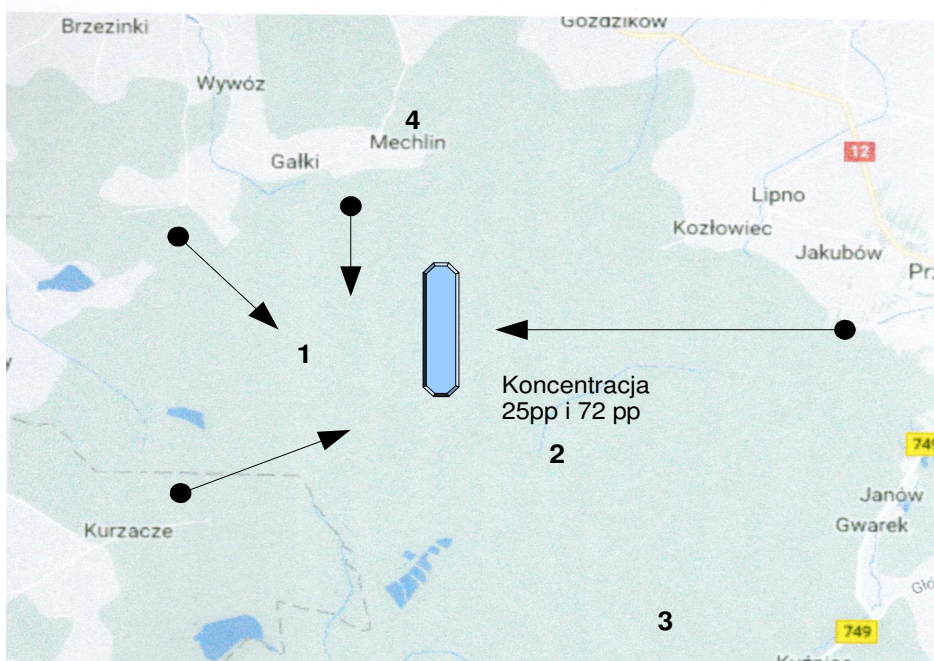 Goździków
Brzezinki
Wywóz
4
Mechlin
12
Gałki
Lipno
Kozłowiec
Jakubów
1
Koncentracja
25pp i 72 pp
2
749
Janów
Gwarek
Kurzacze
3
749